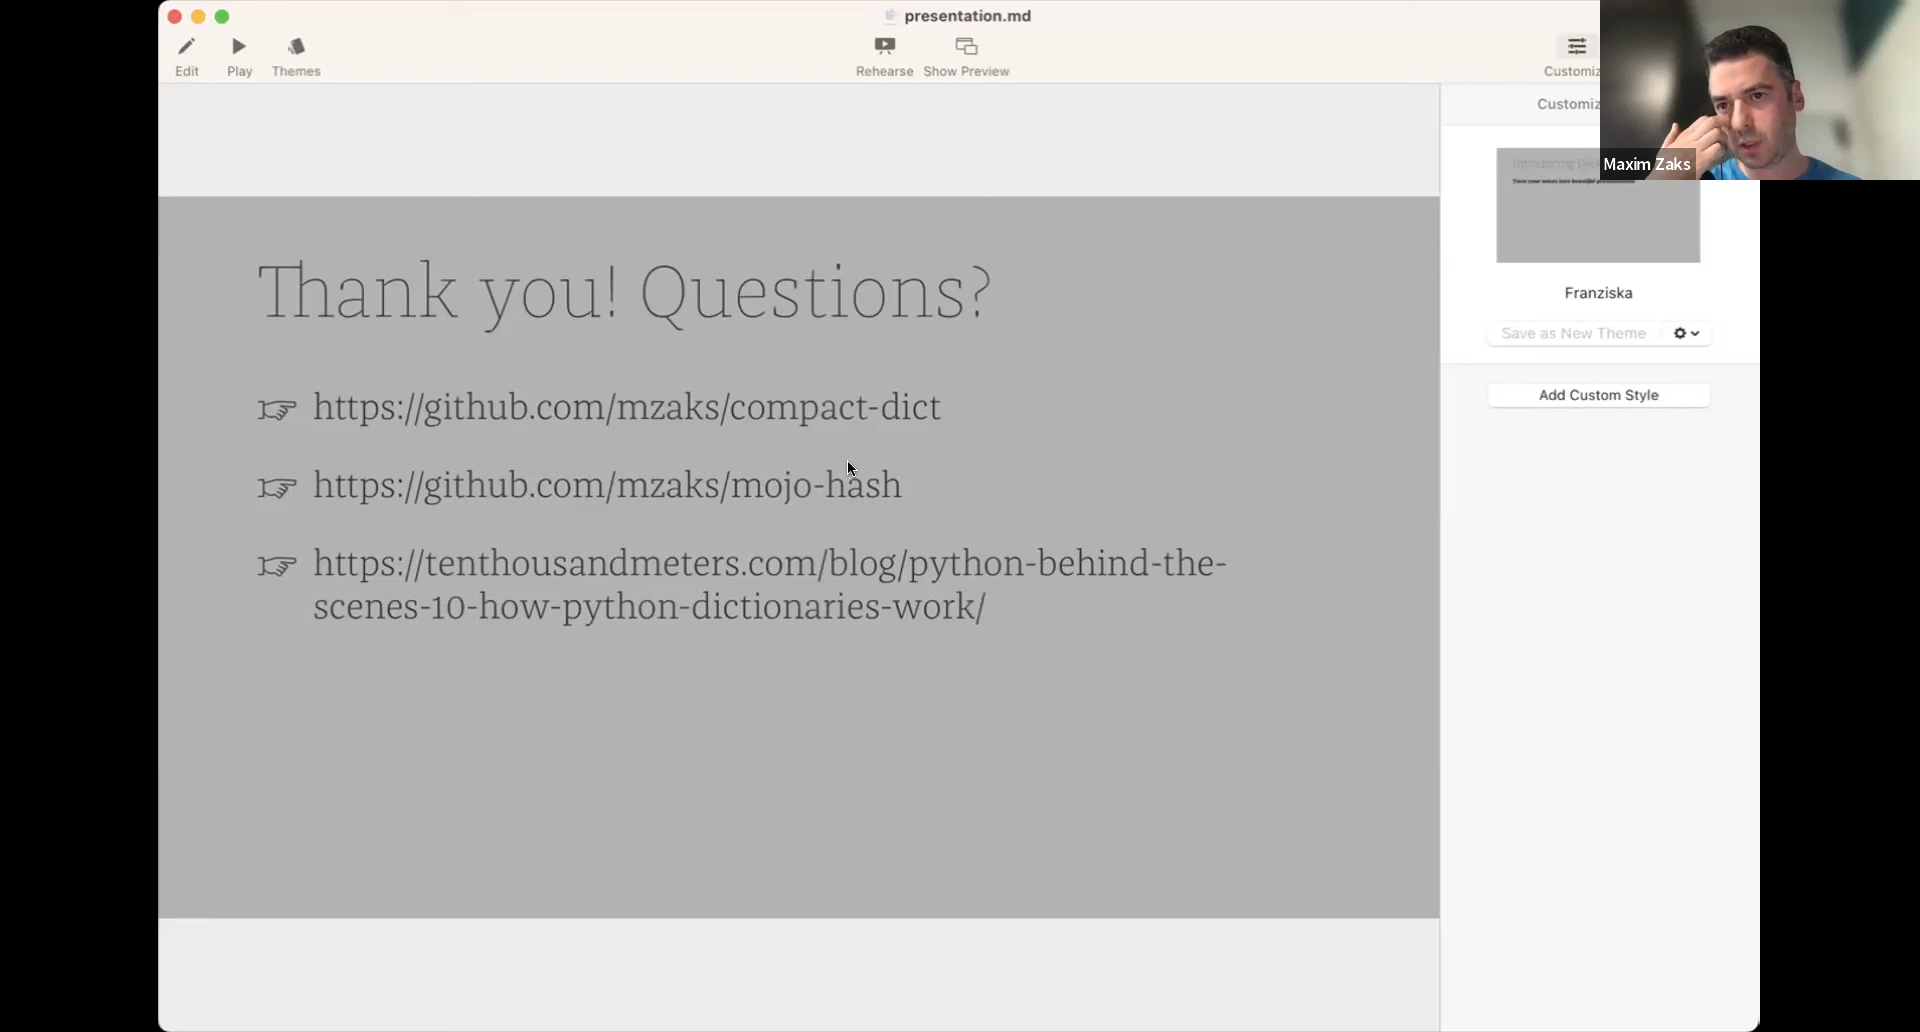 presentation.md
Edit
Play
Themes
Rehearse
Show Preview
Customiz
Customiz
Maxim Zaks
Franziska
Save as New Theme
Add Custom Style
Thank you! Questions?
☞ https://github.com/mzaks/compact-dict
☞ https://github.com/mzaks/mojo-hash
☞ https://tenthousandmeters.com/blog/python-behind-the-
scenes-10-how-python-dictionaries-work/